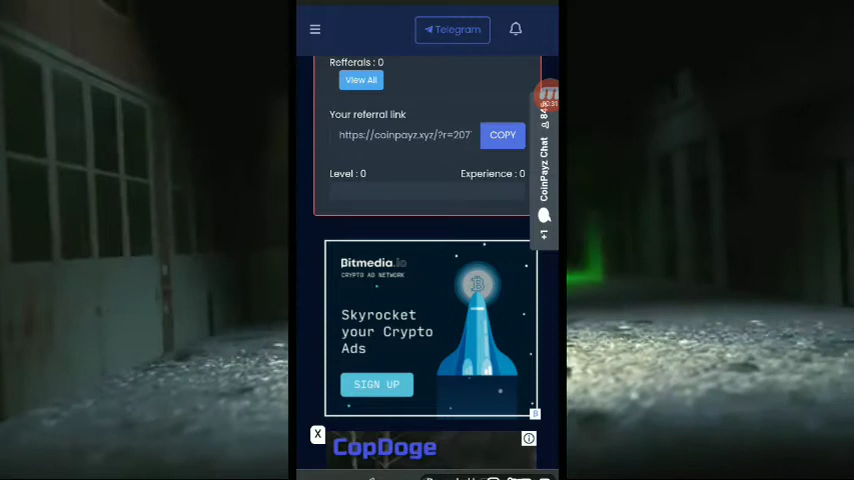 Telegram
Refferals : 0
View All
Your referral link
https://coinpayz.xyz/?r=207
COPY
Level : 0
Experience : 0
CoinPayz Chat
+1
Bitmedia.io
CRYPTO AD NETWORK
Skyrocket
your Crypto
Ads
SIGN UP
X
CopDoge